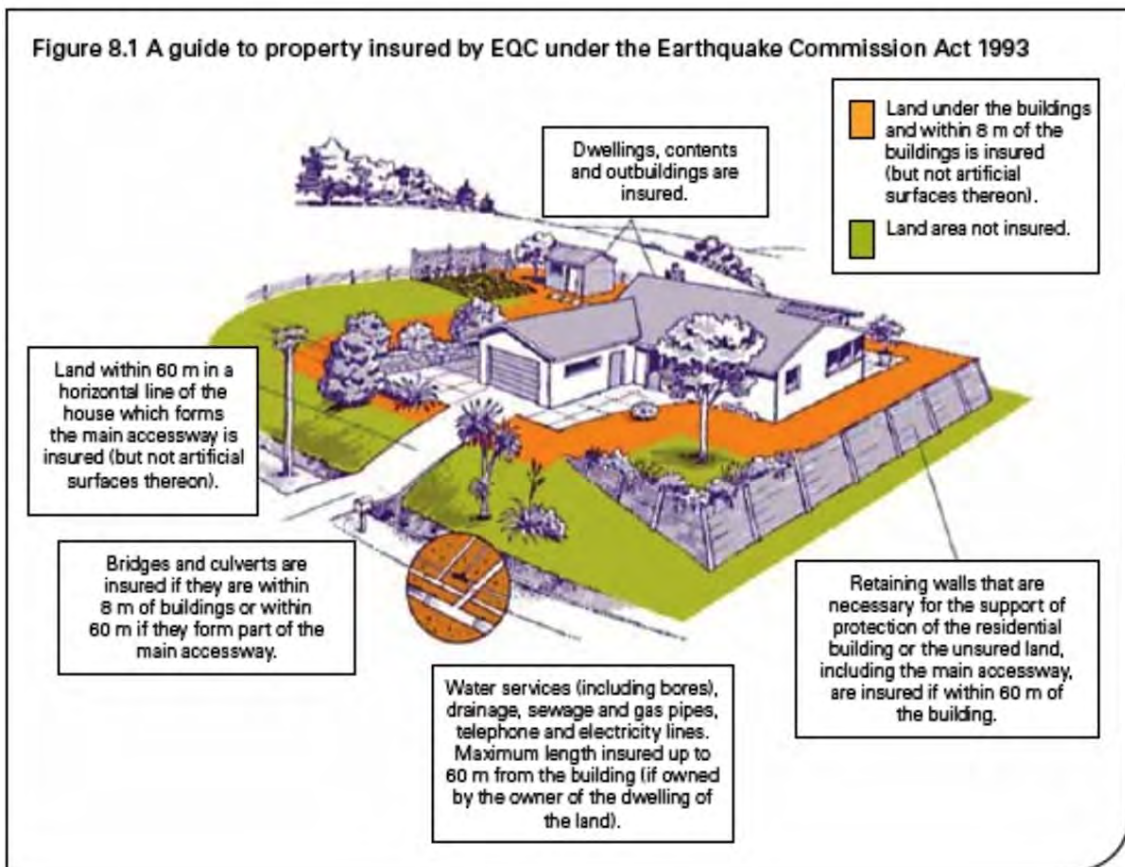 Figure 8.1 A guide to property insured by EQC under the Earthquake Commission Act 1993
Land under the buildings
and within 8 m of the
buildings is insured
(but not artificial
surfaces thereon).
Land area not insured.
Dwellings, contents
and outbuildings are
insured.
Land within 60 m in a
horizontal line of the
house which forms
the main accessway is
insured (but not artificial
surfaces thereon).
Bridges and culverts are
insured if they are within
8 m of buildings or within
60 m if they form part of the
main accessway.
Water services (including bores),
drainage, sewage and gas pipes,
telephone and electricity lines.
Maximum length insured up to
60 m from the building (if owned
by the owner of the dwelling of
the land).
Retaining walls that are
necessary for the support of
protection of the residential
building or the unsured land,
including the main accessway,
are insured if within 60 m of
the building.